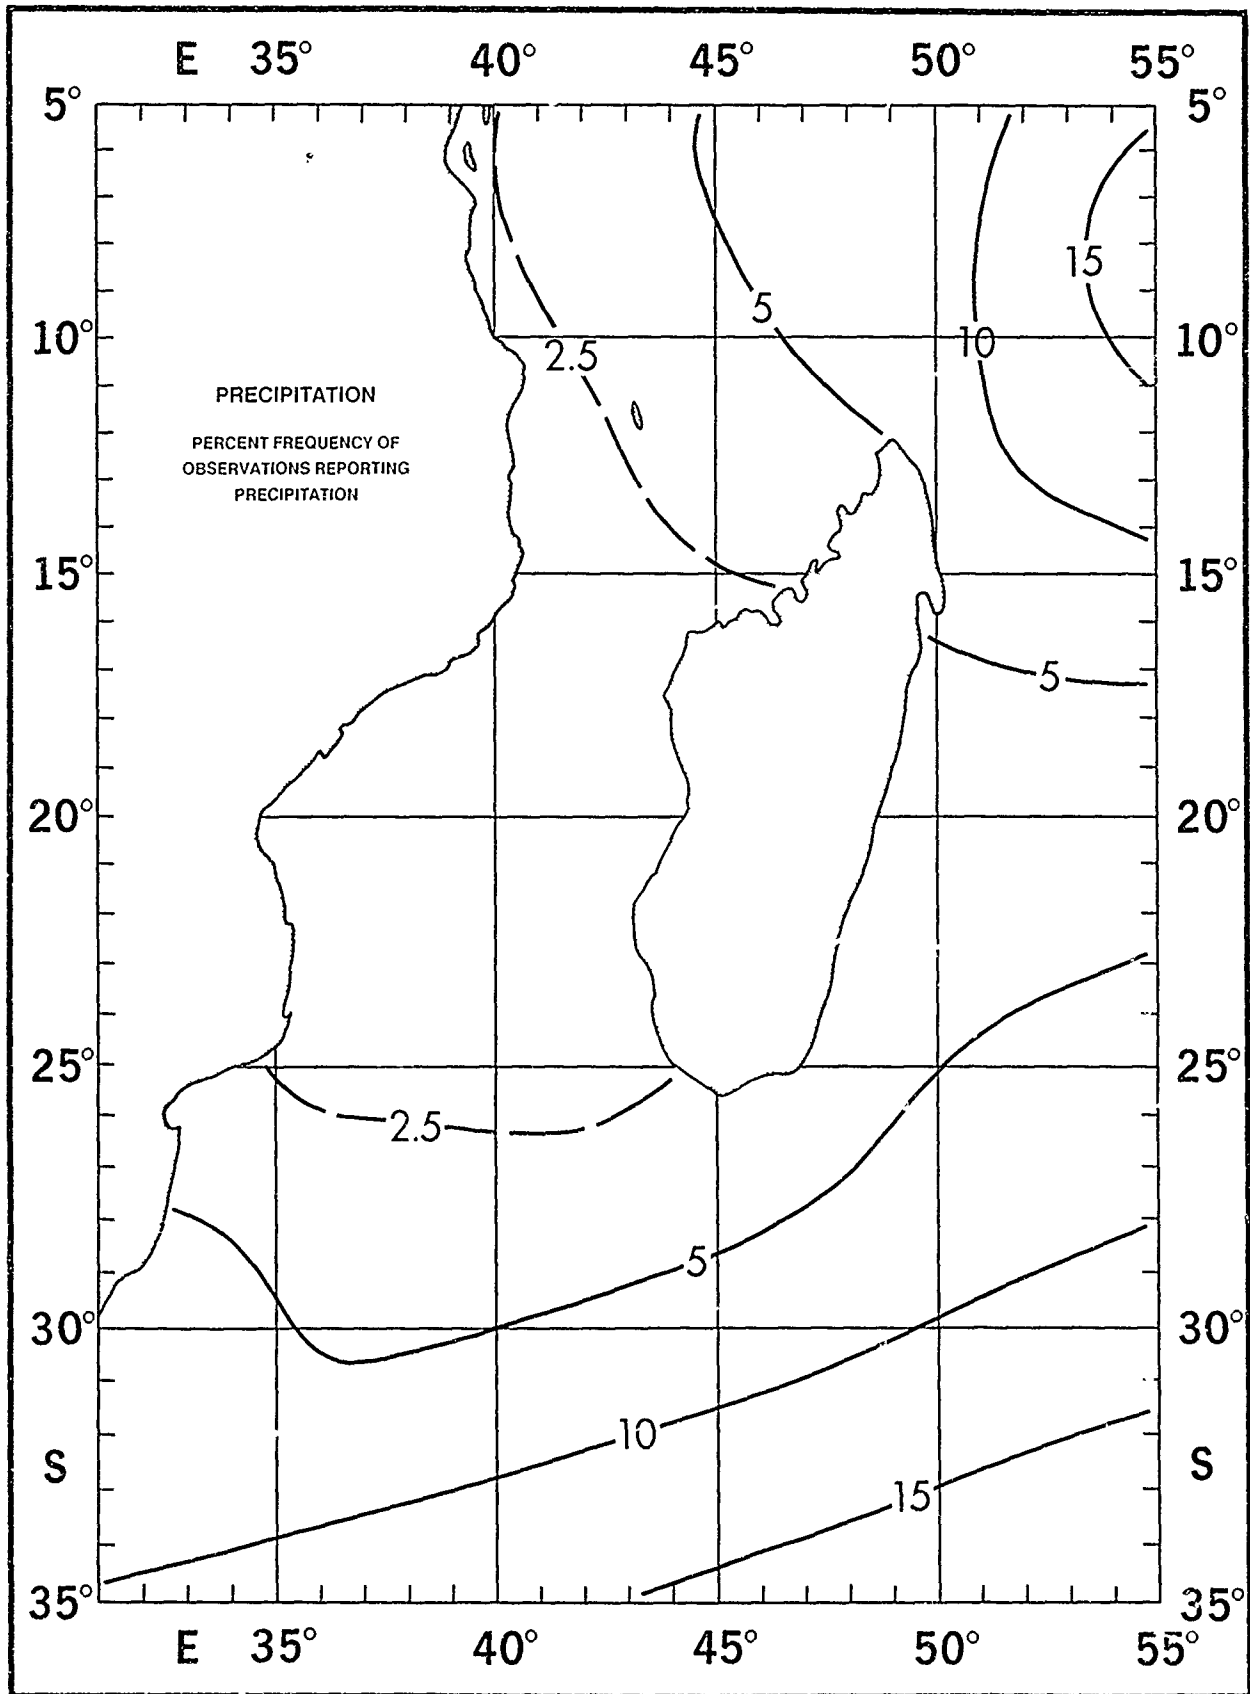 E 35° 40° 45° 50° 55°
5° 5°
15
5
10° 2.5 10 10°
PRECIPITATION
PERCENT FREQUENCY OF
OBSERVATIONS REPORTING
PRECIPITATION
15° 15°
5
20° 20°
25° 25°
2.5
5
30° 30°
10
S S
15
35° 35°
E 35° 40° 45° 50° 55°